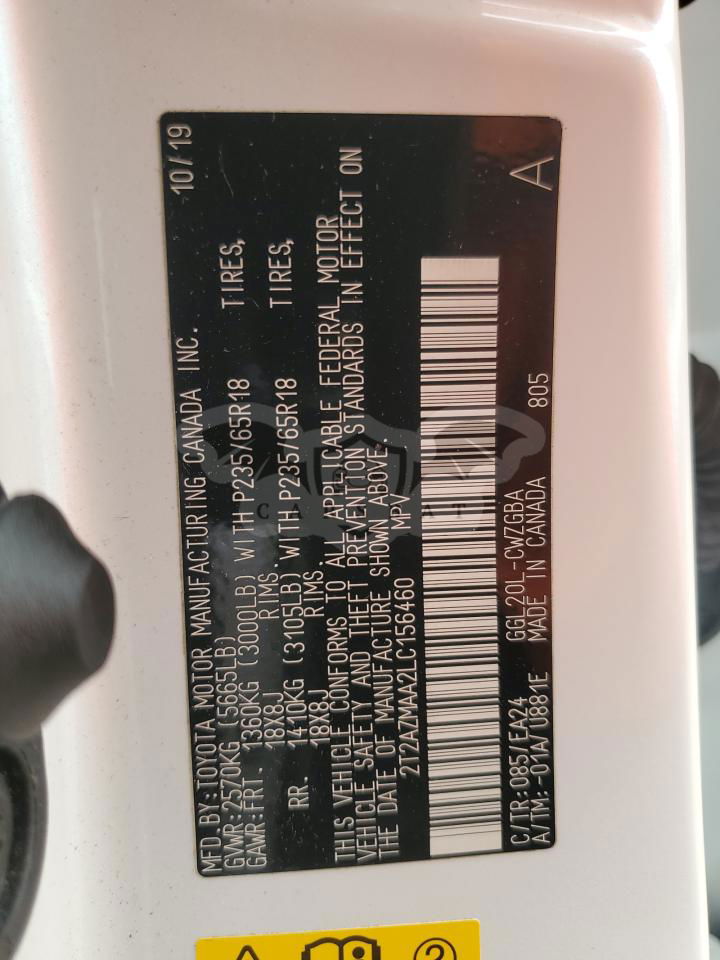 MFD.BY:TOYOTA MOTOR MANUFACTURING CANADA INC. 10/19
GVWR:2570KG (5665LB)
GAWR:FRT. 1360KG (3000LB) WITH P235/65R18 TIRES,
18X8J RIMS.
RR. 1410KG (3105LB) WITH P235/65R18 TIRES,
18X8J RIMS.
THIS VEHICLE CONFORMS TO ALL APPLICABLE FEDERAL MOTOR
VEHICLE SAFETY AND THEFT PREVENTION STANDARDS IN EFFECT ON
THE DATE OF MANUFACTURE SHOWN ABOVE.
2T2AZMAA2LC156460 MPV
C/TR:085/EA24 GGL20L-CWZGBA A
A/TM:-01A/U881E MADE IN CANADA 805